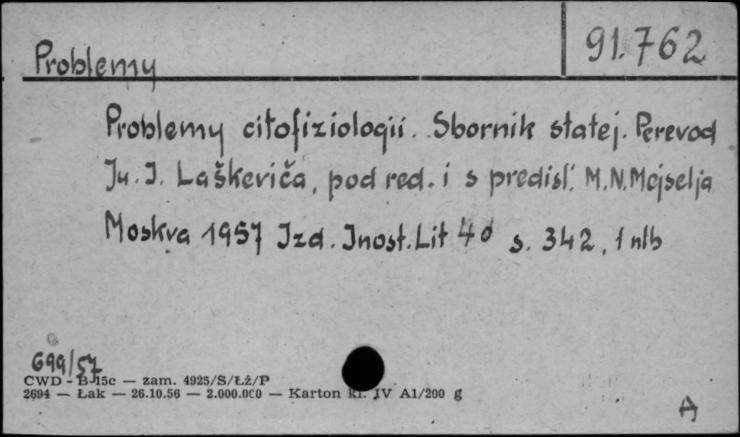 Problemy
91.762
Problemy citofiziologii. Sbornik statej. Perevod
Ju. I. Laškeviča, pod red. i s predisl. M.N. Mejselja
Moskva 1957 Izd. Inost. Lit 4° s. 342, 1 nlb
699/57
CWD - B-15c — zam. 4925/S/Łż/P
2694 — Łak — 26.10.56 — 2.000.000 — Karton kl. IV A1/200 g
A